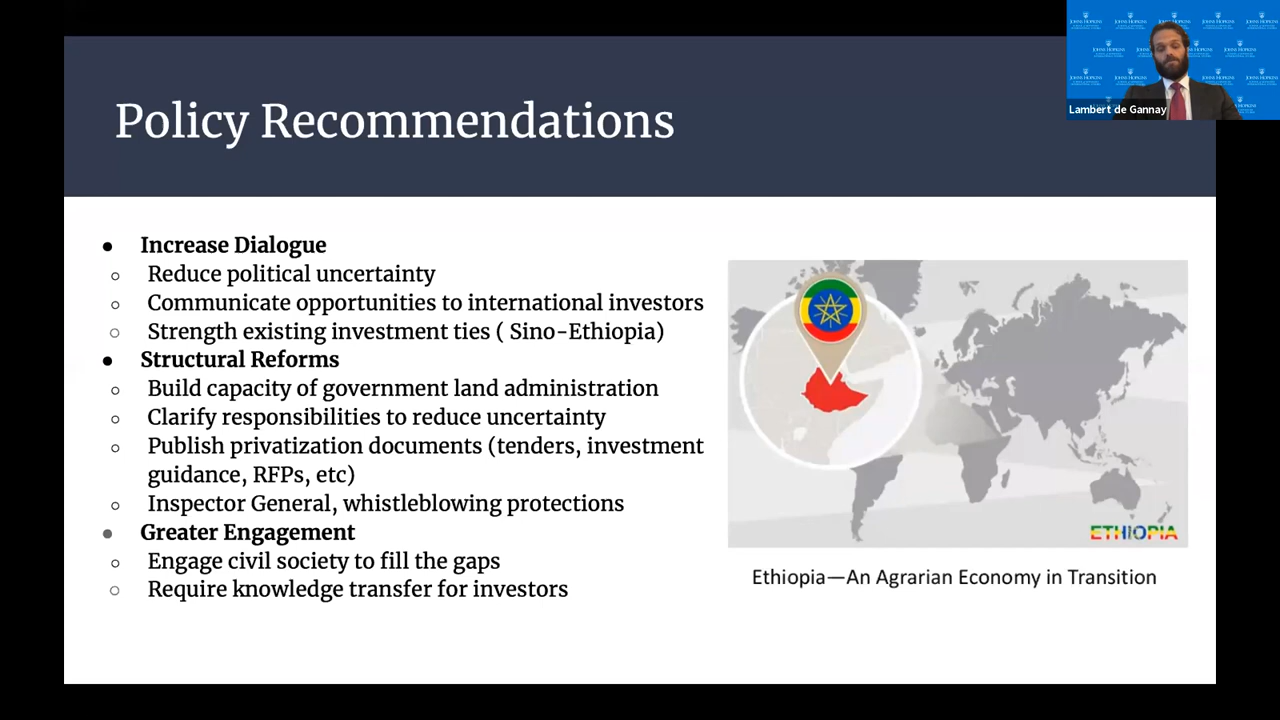 Policy Recommendations
Lambert de Gannay
● Increase Dialogue
○ Reduce political uncertainty
○ Communicate opportunities to international investors
○ Strength existing investment ties ( Sino-Ethiopia)
● Structural Reforms
○ Build capacity of government land administration
○ Clarify responsibilities to reduce uncertainty
○ Publish privatization documents (tenders, investment
guidance, RFPs, etc)
○ Inspector General, whistleblowing protections
● Greater Engagement
○ Engage civil society to fill the gaps
○ Require knowledge transfer for investors
ETHIOPIA
Ethiopia—An Agrarian Economy in Transition